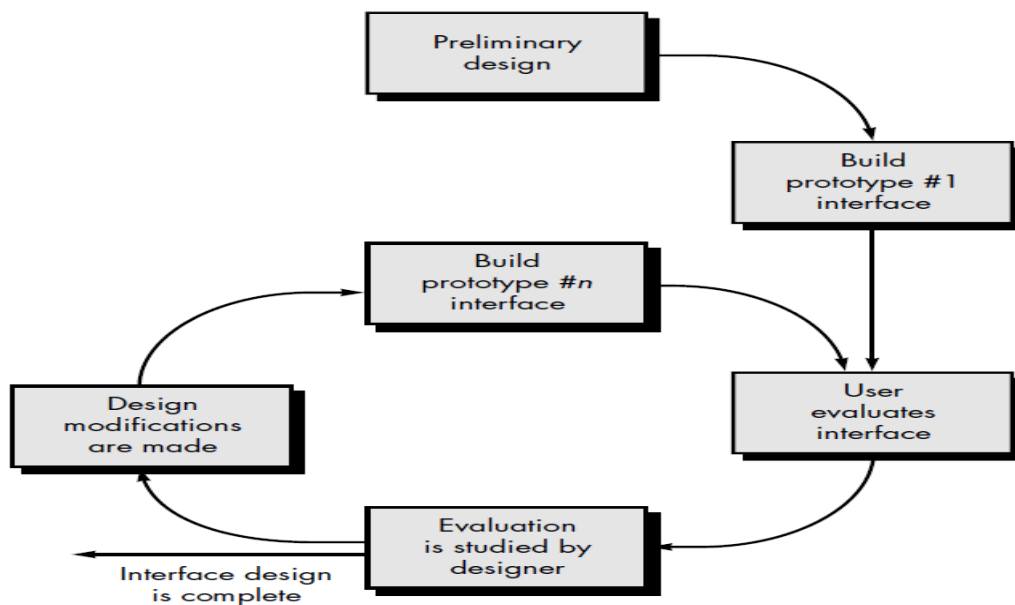 Preliminary
design
Build
prototype #1
interface
Build
prototype #n
interface
User
evaluates
interface
Design
modifications
are made
Evaluation
is studied by
designer
Interface design
is complete